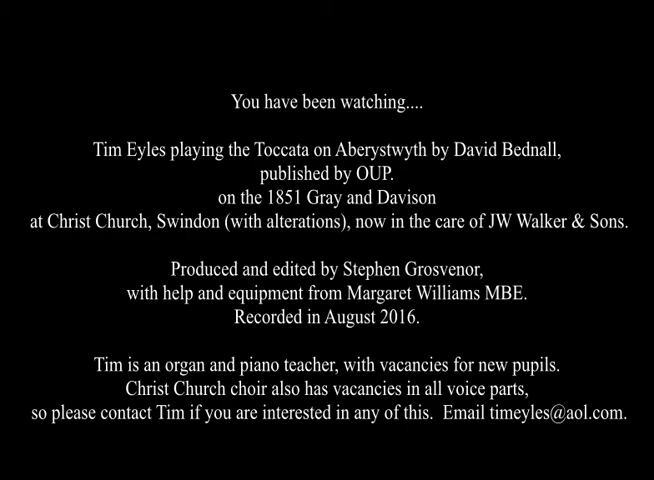 You have been watching....
Tim Eyles playing the Toccata on Aberystwyth by David Bednall,
published by OUP.
on the 1851 Gray and Davison
at Christ Church, Swindon (with alterations), now in the care of JW Walker & Sons.
Produced and edited by Stephen Grosvenor,
with help and equipment from Margaret Williams MBE.
Recorded in August 2016.
Tim is an organ and piano teacher, with vacancies for new pupils.
Christ Church choir also has vacancies in all voice parts,
so please contact Tim if you are interested in any of this.  Email timeyles@aol.com.